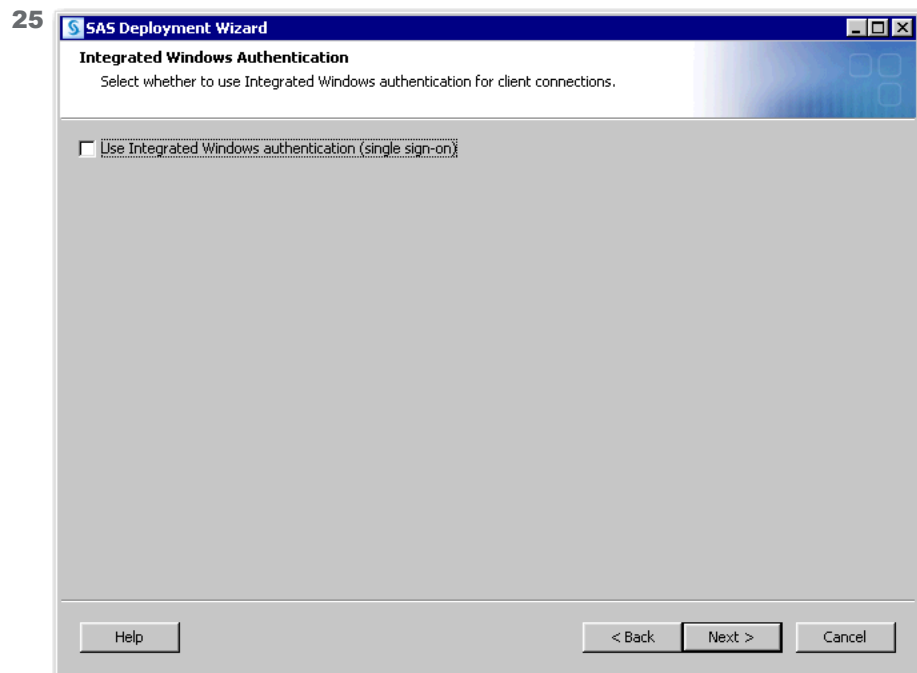 25
SAS Deployment Wizard
Integrated Windows Authentication
Select whether to use Integrated Windows authentication for client connections.
Use Integrated Windows authentication (single sign-on)
Help
< Back
Next >
Cancel